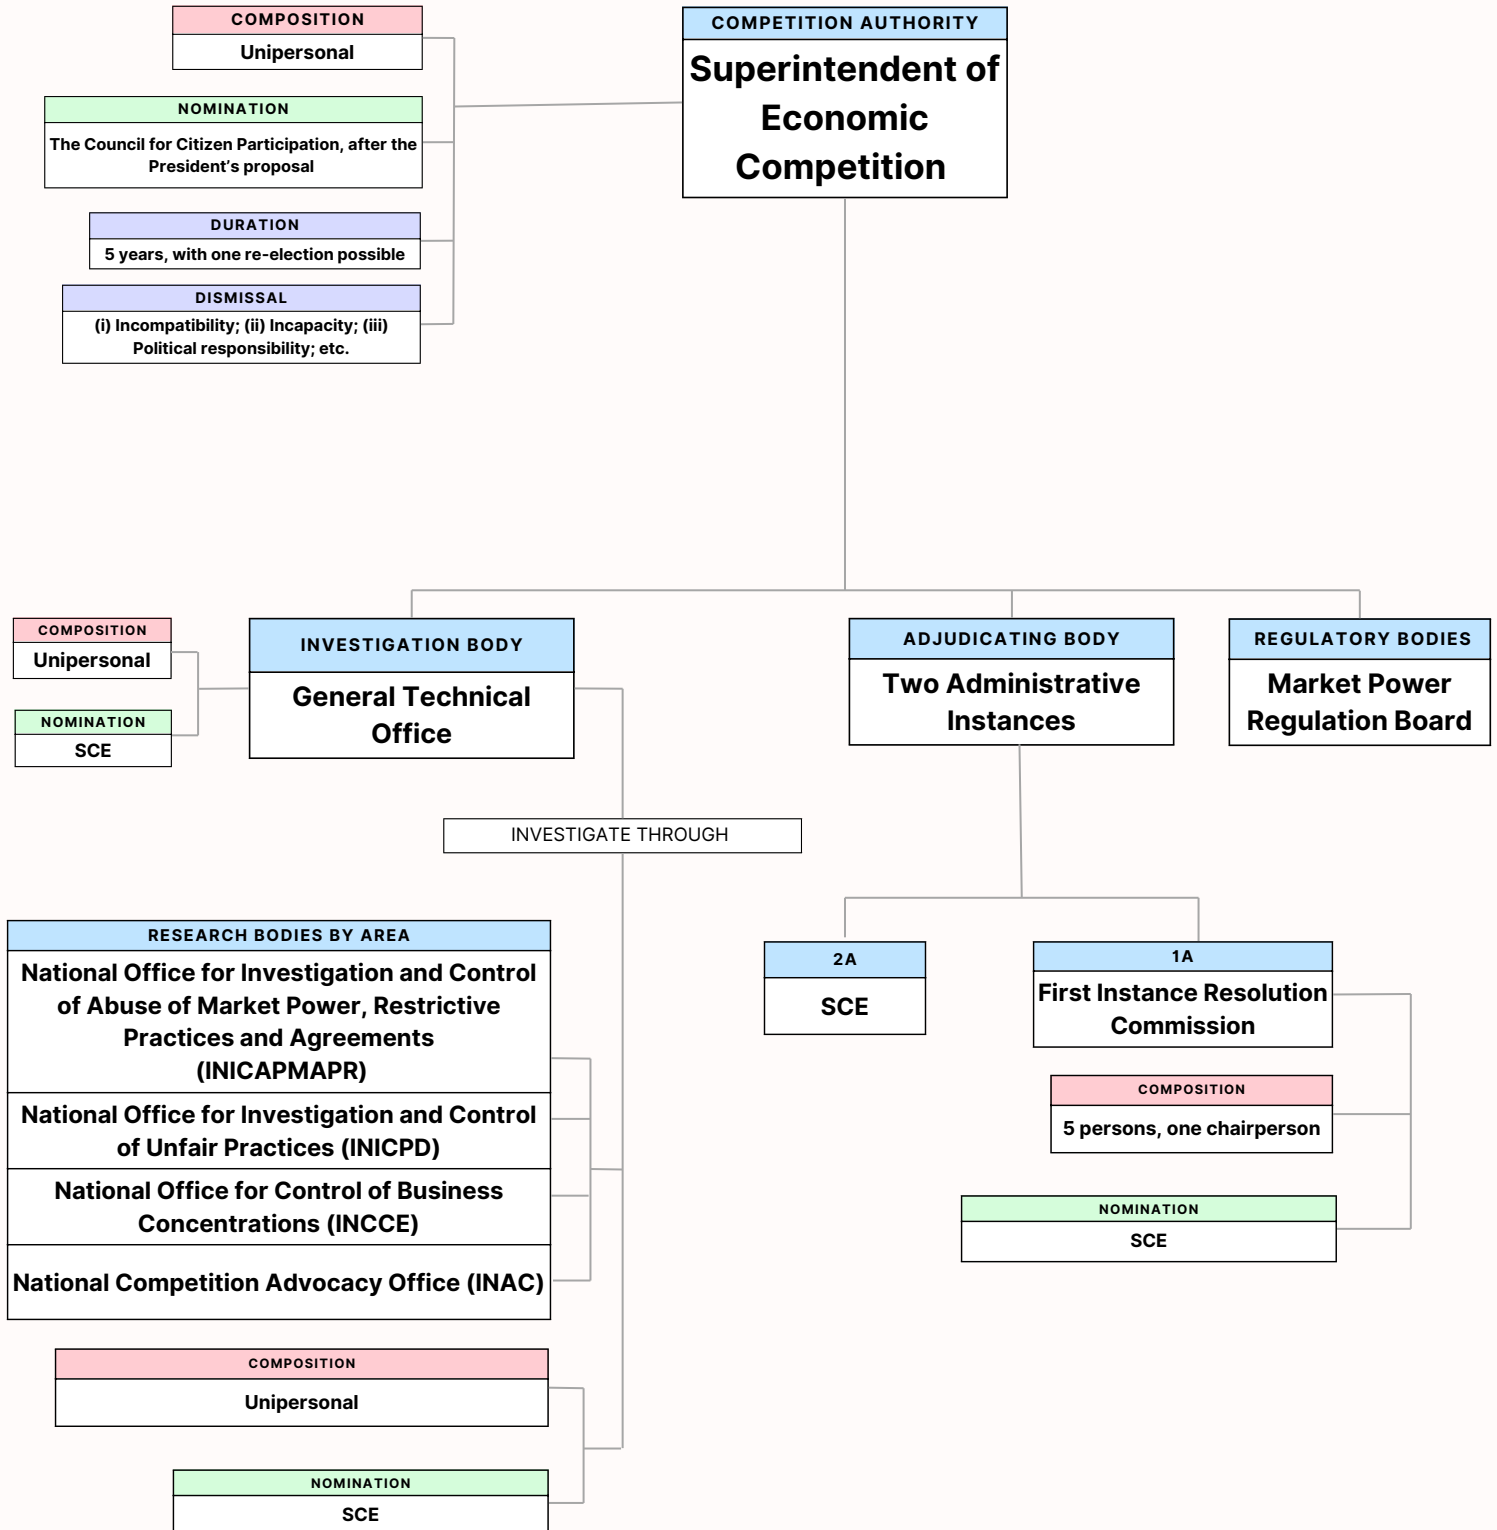 COMPOSITION
Unipersonal
NOMINATION
The Council for Citizen Participation, after the
President’s proposal
DURATION
5 years, with one re-election possible
DISMISSAL
(i) Incompatibility; (ii) Incapacity; (iii)
Political responsibility; etc.
COMPETITION AUTHORITY
Superintendent of
Economic
Competition
COMPOSITION
Unipersonal
NOMINATION
SCE
INVESTIGATION BODY
General Technical
Office
ADJUDICATING BODY
Two Administrative
Instances
REGULATORY BODIES
Market Power
Regulation Board
INVESTIGATE THROUGH
RESEARCH BODIES BY AREA
National Office for Investigation and Control
of Abuse of Market Power, Restrictive
Practices and Agreements
(INICAPMAPR)
National Office for Investigation and Control
of Unfair Practices (INICPD)
National Office for Control of Business
Concentrations (INCCE)
National Competition Advocacy Office (INAC)
COMPOSITION
Unipersonal
NOMINATION
SCE
2A
SCE
1A
First Instance Resolution
Commission
COMPOSITION
5 persons, one chairperson
NOMINATION
SCE